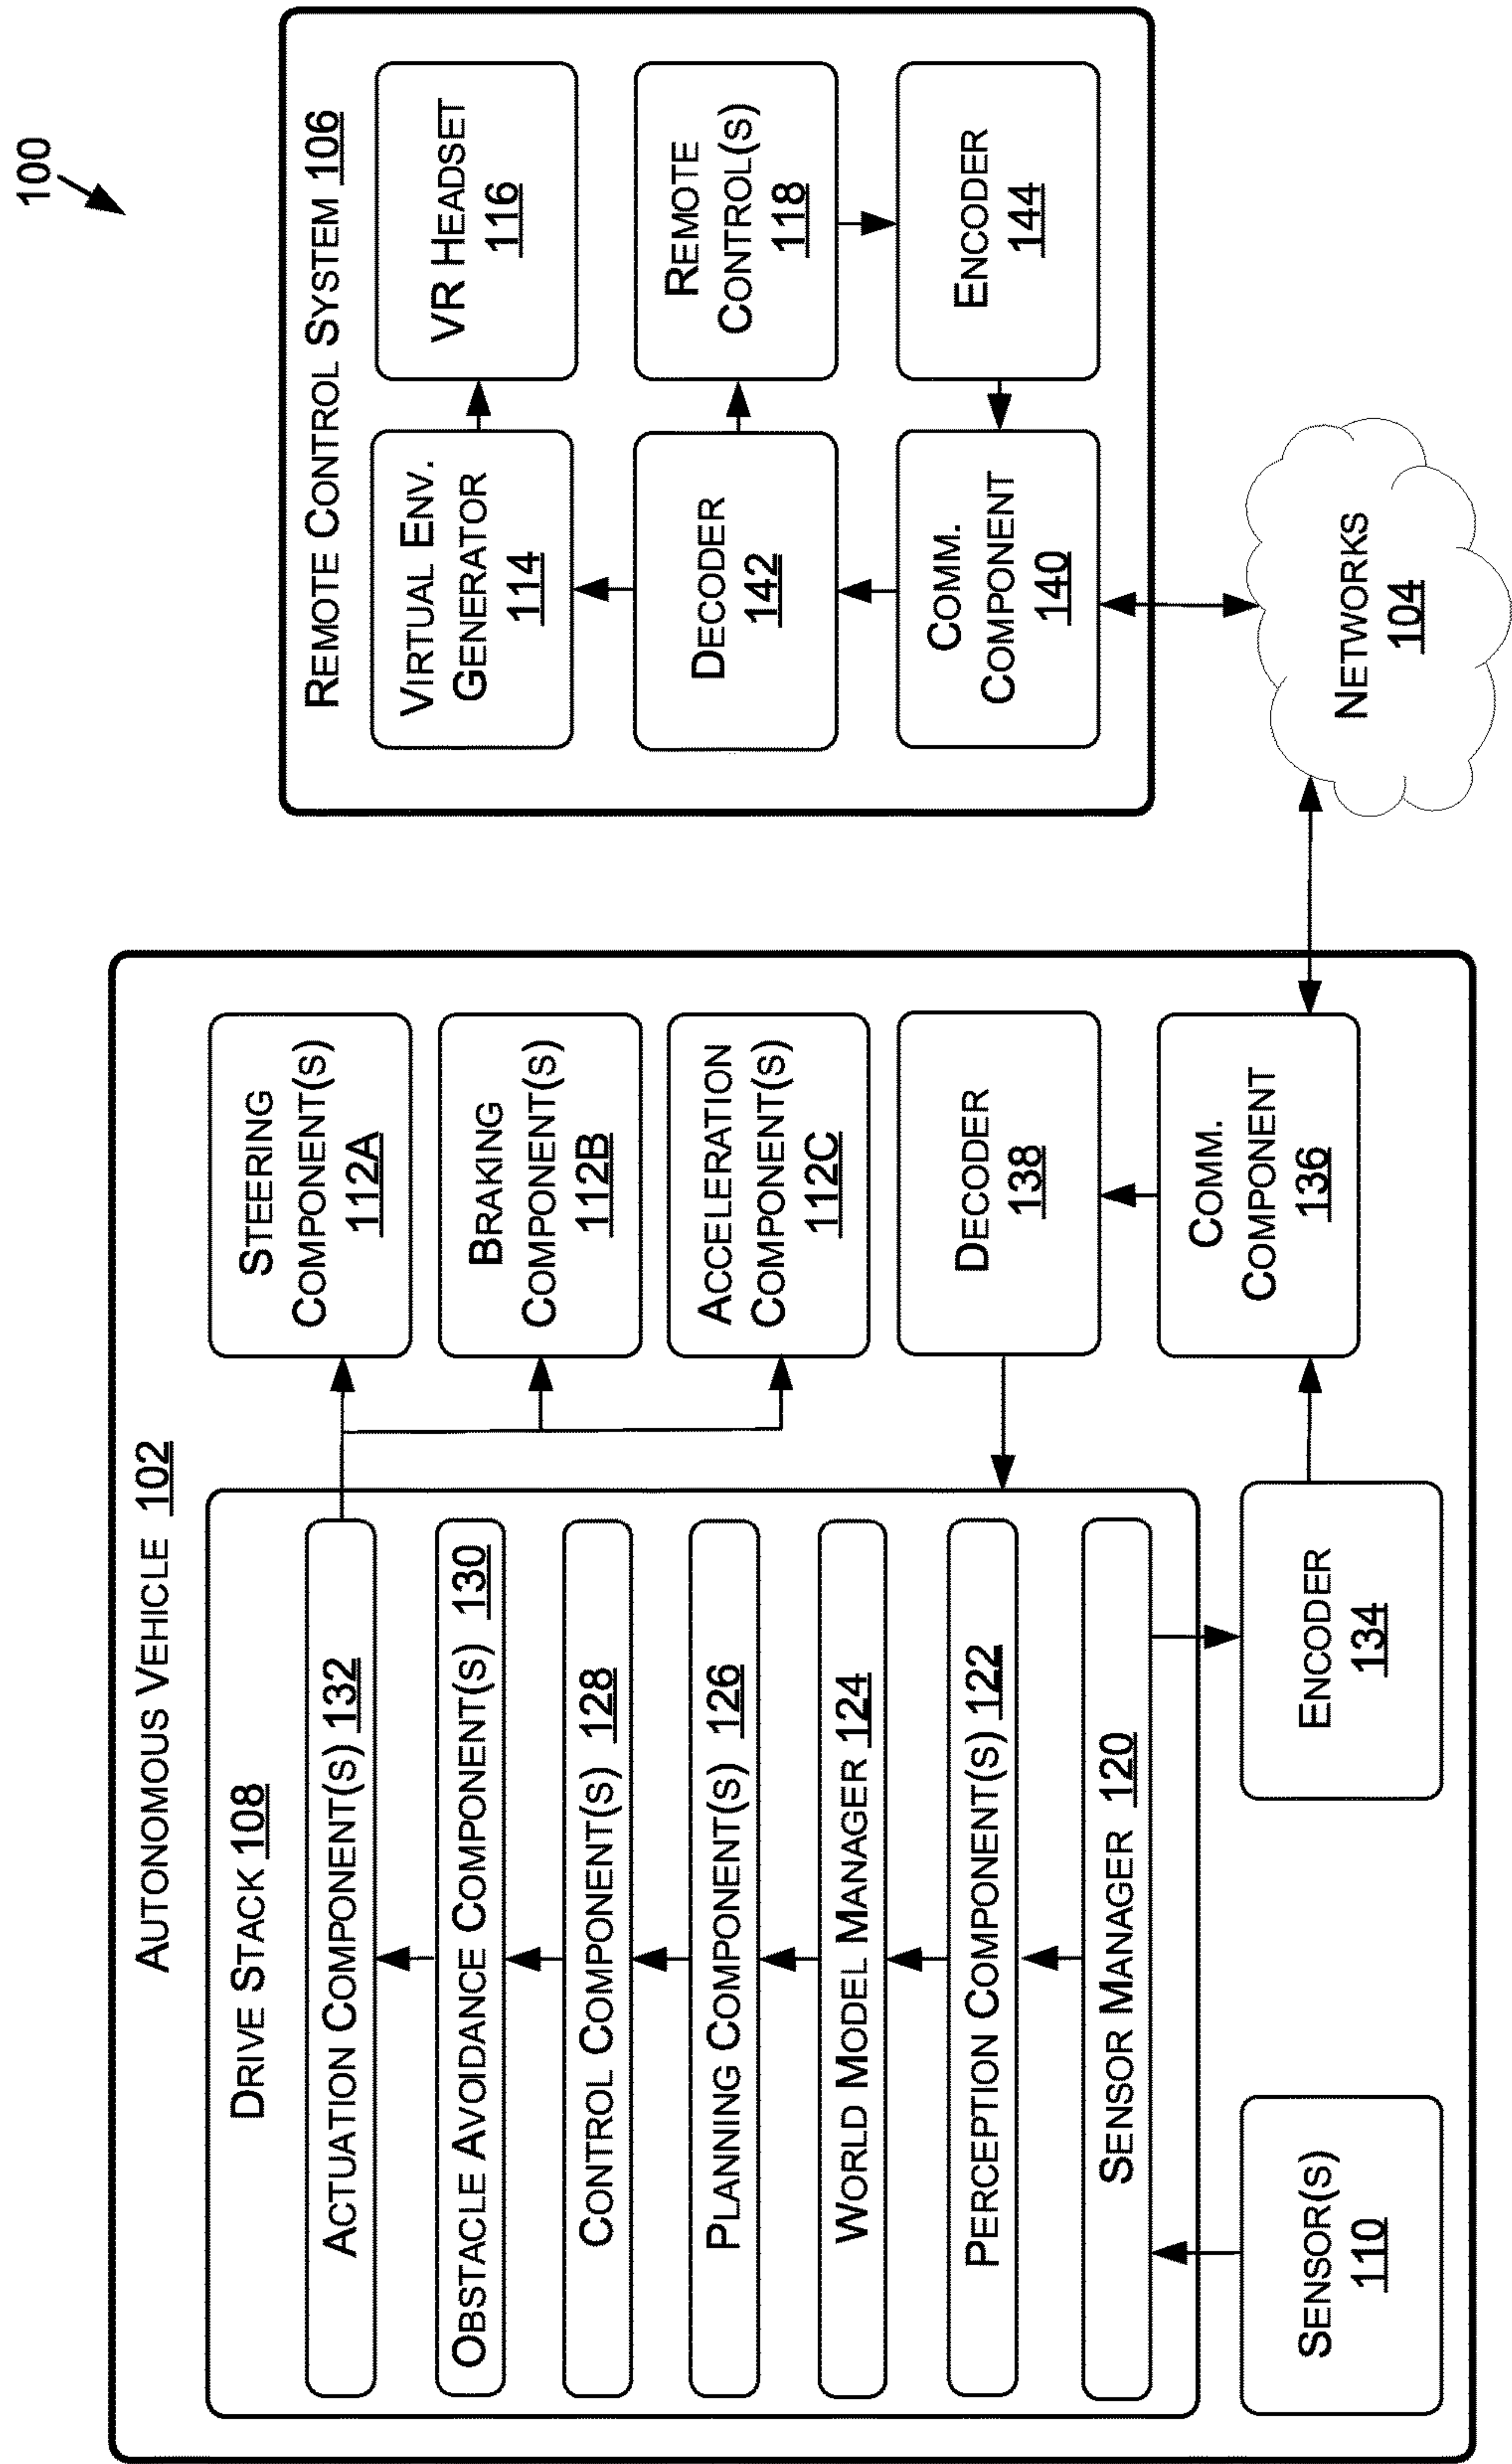 100
AUTONOMOUS VEHICLE 102
DRIVE STACK 108
ACTUATION COMPONENT(S) 132
OBSTACLE AVOIDANCE COMPONENT(S) 130
CONTROL COMPONENT(S) 128
PLANNING COMPONENT(S) 126
WORLD MODEL MANAGER 124
PERCEPTION COMPONENT(S) 122
SENSOR MANAGER 120
SENSOR(S)
110
ENCODER
134
STEERING
COMPONENT(S)
112A
BRAKING
COMPONENT(S)
112B
ACCELERATION
COMPONENT(S)
112C
DECODER
138
COMM.
COMPONENT
136
REMOTE CONTROL SYSTEM 106
VIRTUAL ENV.
GENERATOR
114
VR HEADSET
116
DECODER
142
REMOTE
CONTROL(S)
118
COMM.
COMPONENT
140
ENCODER
144
NETWORKS
104